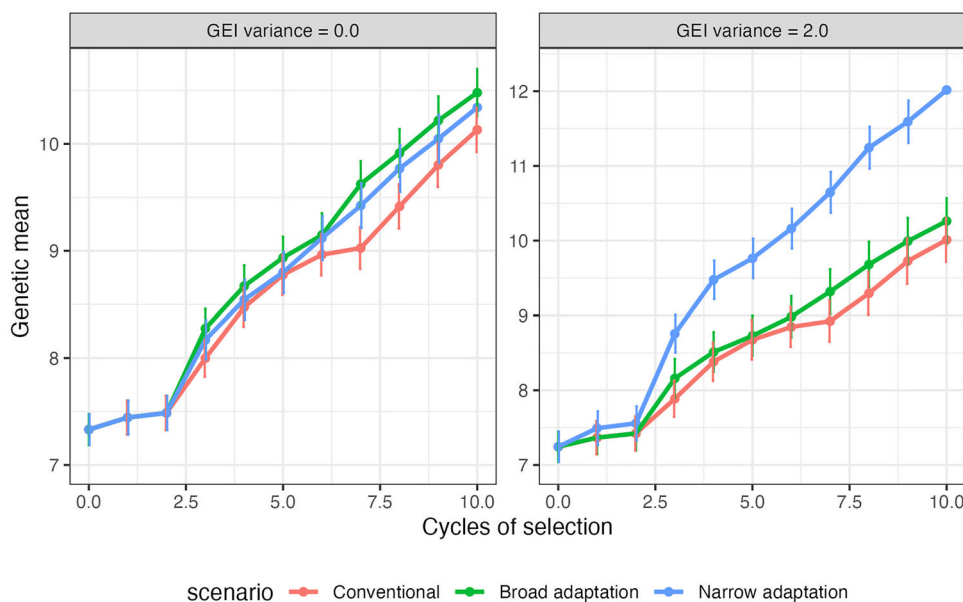 GEI variance = 0.0
GEI variance = 2.0
Genetic mean
10
9
8
7
12
11
10
9
8
7
0.0 2.5 5.0 7.5 10.0
0.0 2.5 5.0 7.5 10.0
Cycles of selection
scenario Conventional Broad adaptation Narrow adaptation